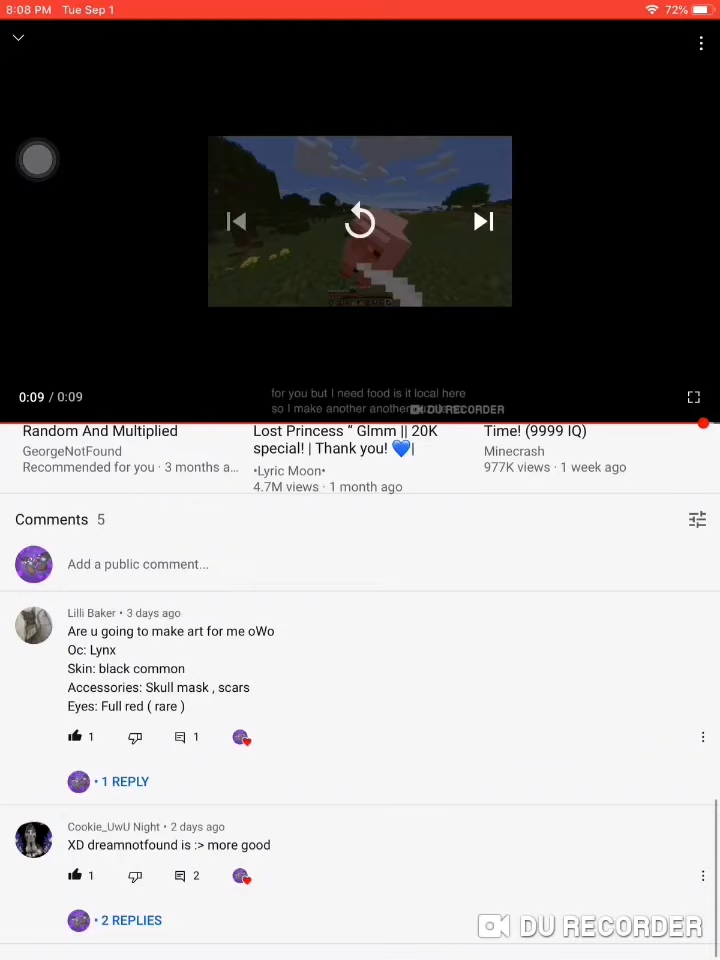 8:08 PM Tue Sep 1
72%
0:09 / 0:09
for you but I need food is it local here
so I make another another
DU RECORDER
Random And Multiplied
GeorgeNotFound
Recommended for you · 3 months a...
Lost Princess “ Glmm || 20K
special! | Thank you! 💙|
•Lyric Moon•
4.7M views · 1 month ago
Time! (9999 IQ)
Minecrash
977K views · 1 week ago
Comments 5
Add a public comment...
Lilli Baker • 3 days ago
Are u going to make art for me oWo
Oc: Lynx
Skin: black common
Accessories: Skull mask , scars
Eyes: Full red ( rare )
1 1
• 1 REPLY
Cookie_UwU Night • 2 days ago
XD dreamnotfound is :> more good
1 2
• 2 REPLIES
DU RECORDER